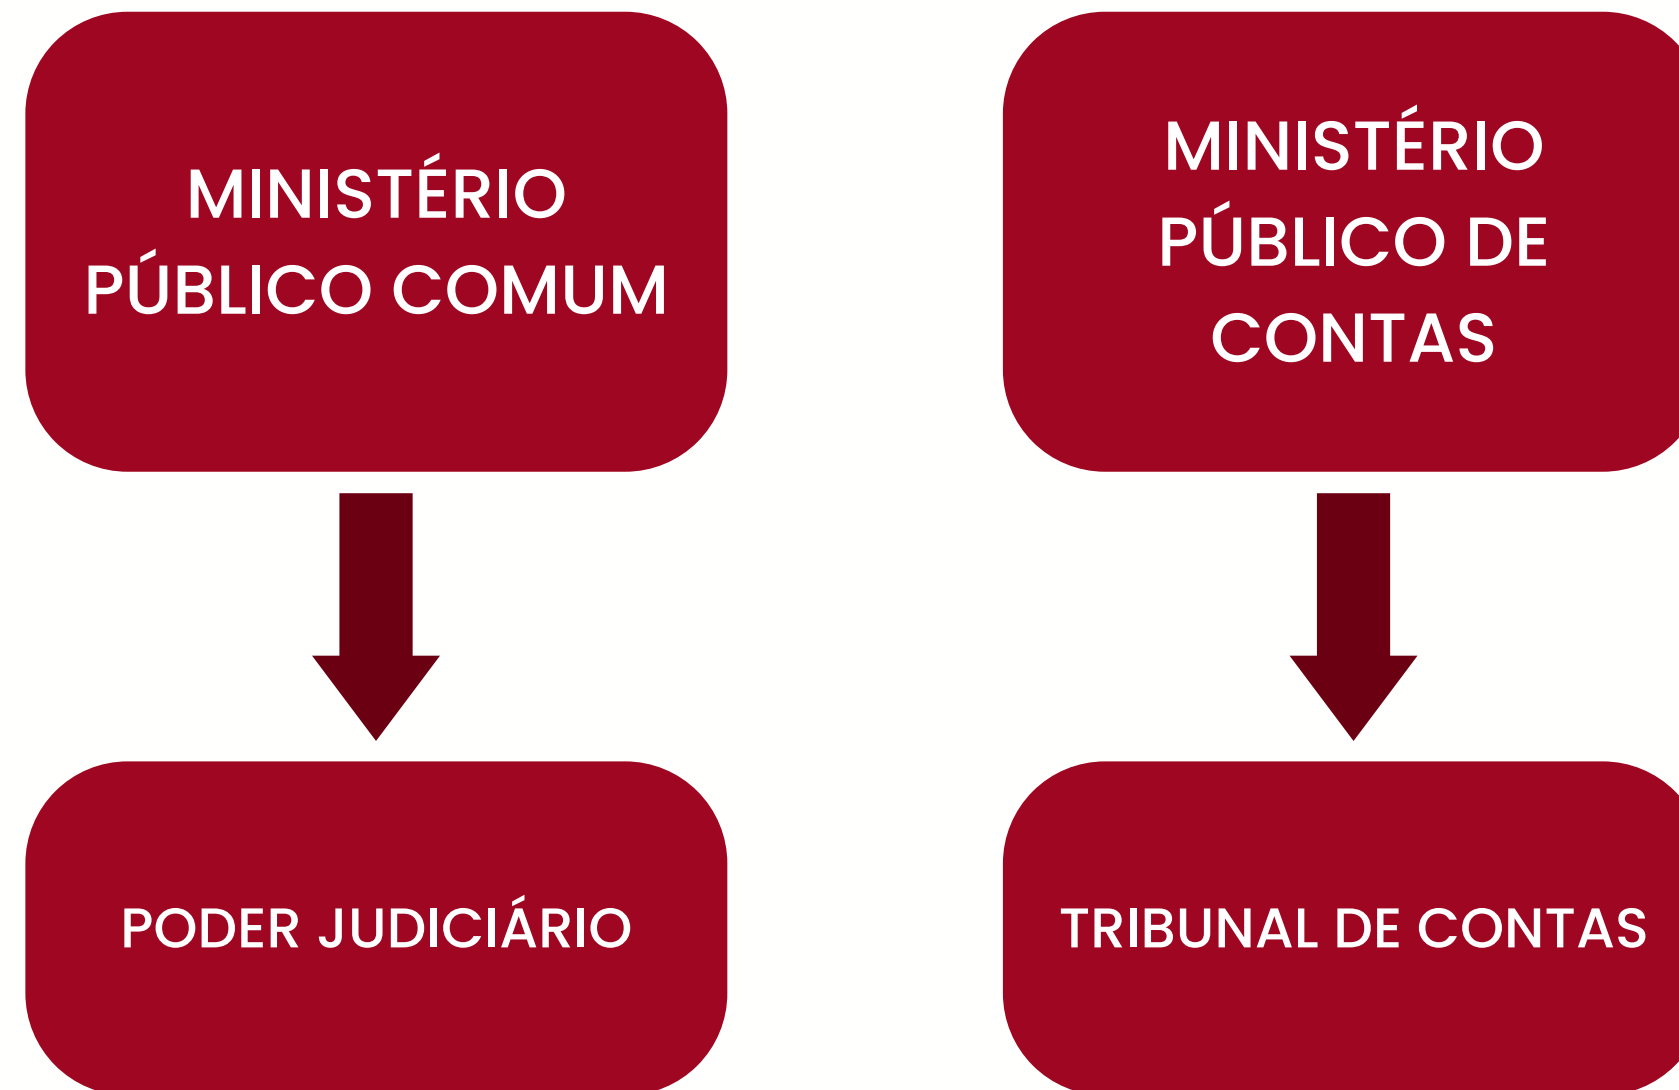 MINISTÉRIO
PÚBLICO COMUM
MINISTÉRIO
PÚBLICO DE
CONTAS
PODER JUDICIÁRIO
TRIBUNAL DE CONTAS